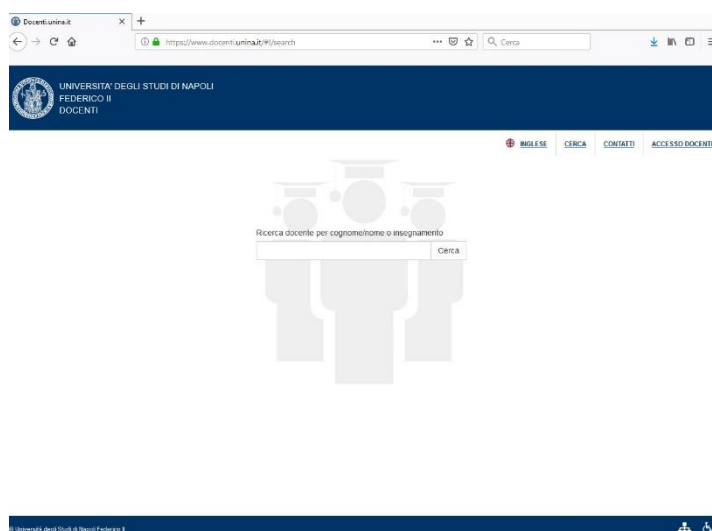 Docenti.unina.it
https://www.docenti.unina.it/#!/search
Cerca
UNIVERSITA' DEGLI STUDI DI NAPOLI
FEDERICO II
DOCENTI
INGLESE CERCA CONTATTI ACCESSO DOCENTI
Ricerca docente per cognome/nome o insegnamento
Cerca
© Università degli Studi di Napoli Federico II